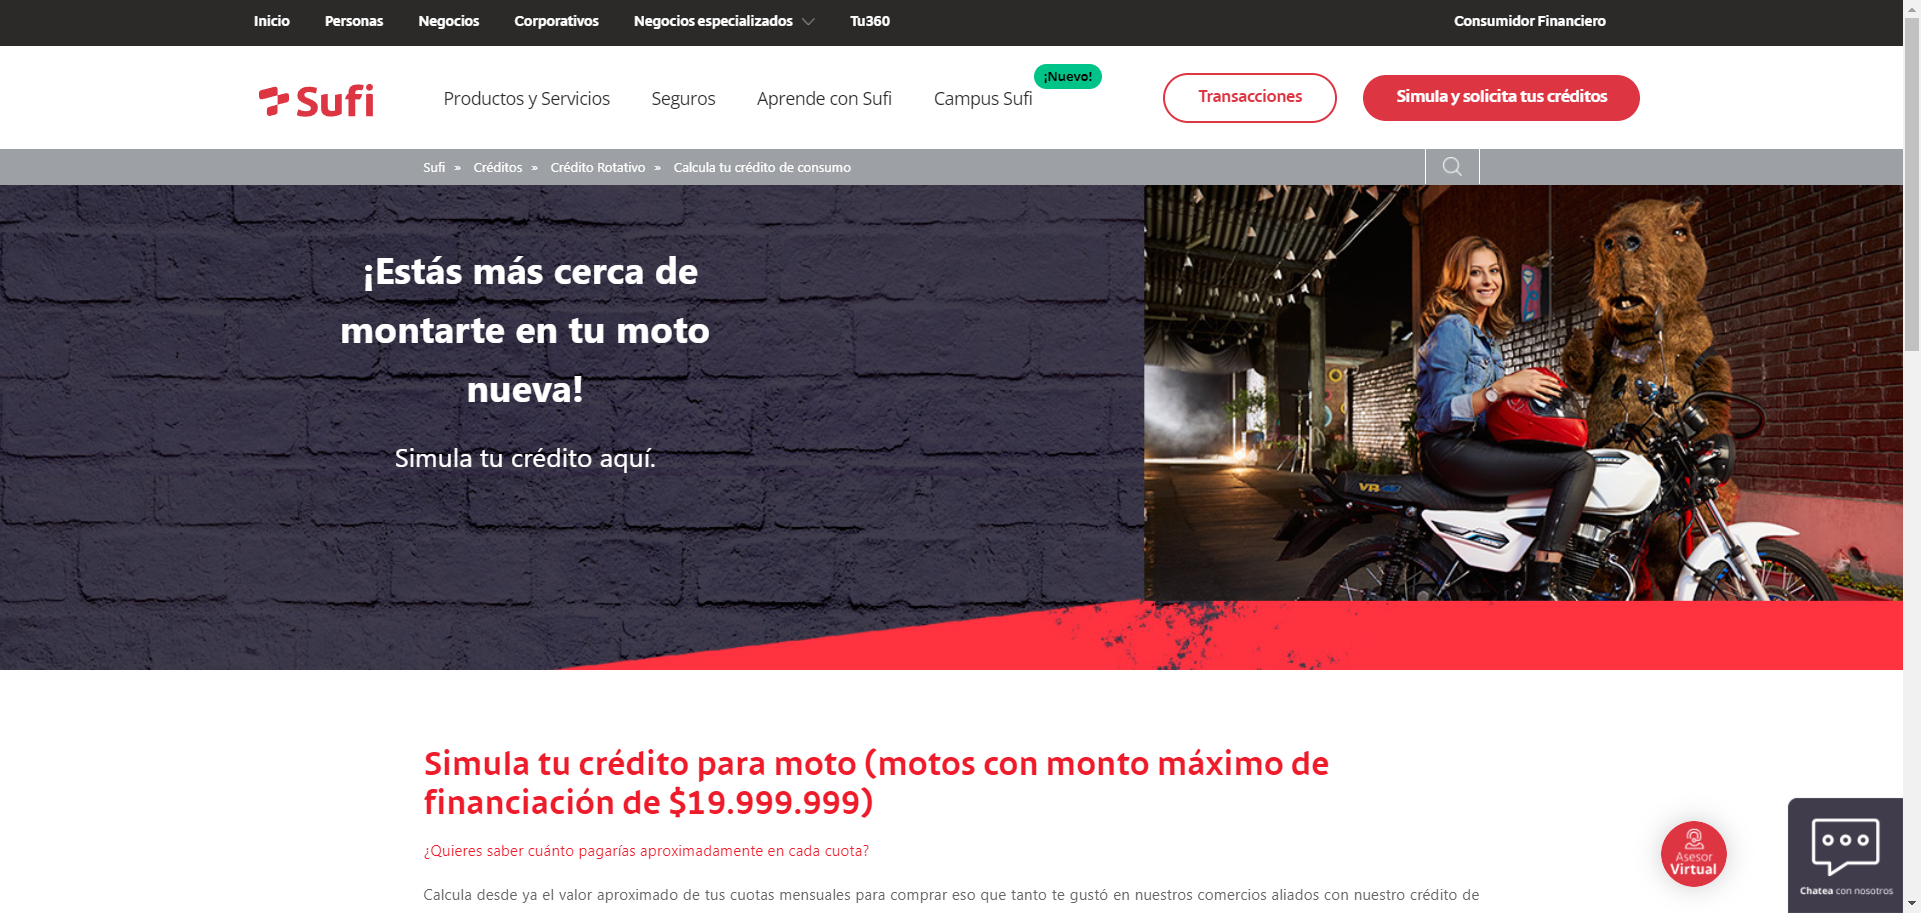 Inicio Personas Negocios Corporativos Negocios especializados Tu360 Consumidor Financiero
¡Nuevo!
Sufi Productos y Servicios Seguros Aprende con Sufi Campus Sufi Transacciones Simula y solicita tus créditos
Sufi » Créditos » Crédito Rotativo » Calcula tu crédito de consumo
¡Estás más cerca de
montarte en tu moto
nueva!
Simula tu crédito aquí.
VR
Simula tu crédito para moto (motos con monto máximo de
financiación de $19.999.999)
¿Quieres saber cuánto pagarías aproximadamente en cada cuota?
Calcula desde ya el valor aproximado de tus cuotas mensuales para comprar eso que tanto te gustó en nuestros comercios aliados con nuestro crédito de
Asesor
Virtual
Chatea con nosotros